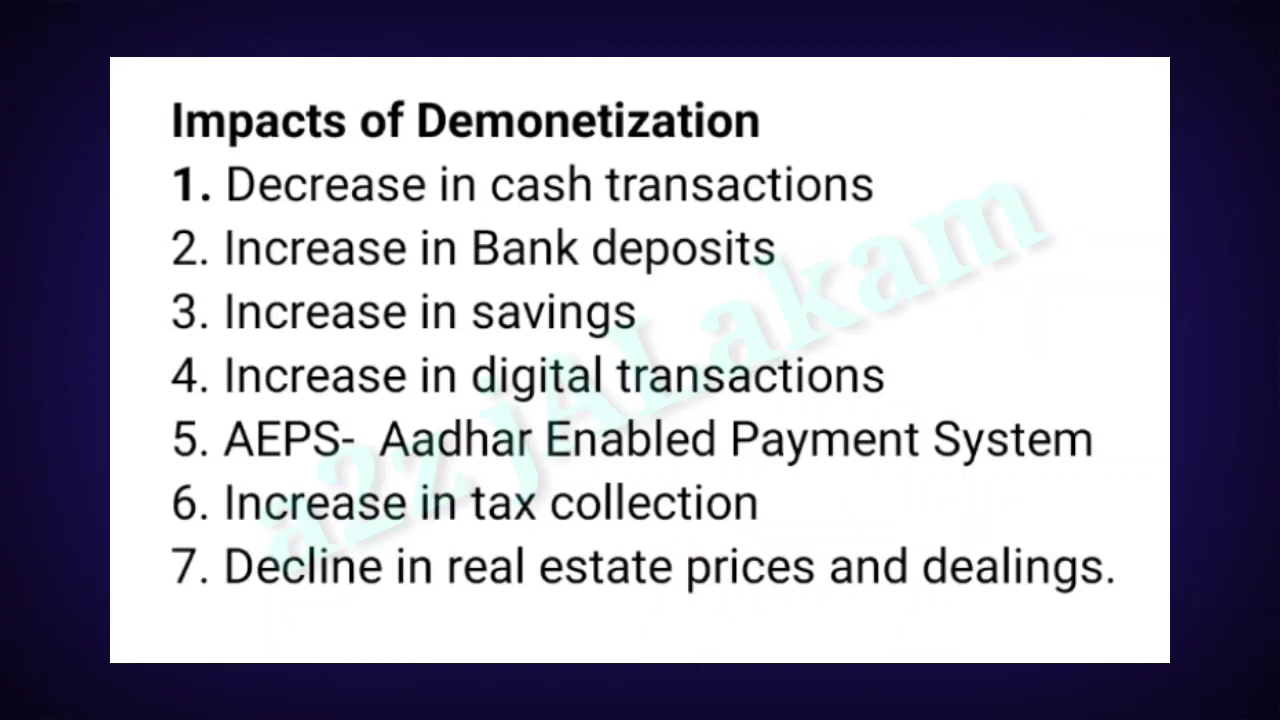 Impacts of Demonetization
1. Decrease in cash transactions
2. Increase in Bank deposits
3. Increase in savings
4. Increase in digital transactions
5. AEPS- Aadhar Enabled Payment System
6. Increase in tax collection
7. Decline in real estate prices and dealings.
a2z jALakam